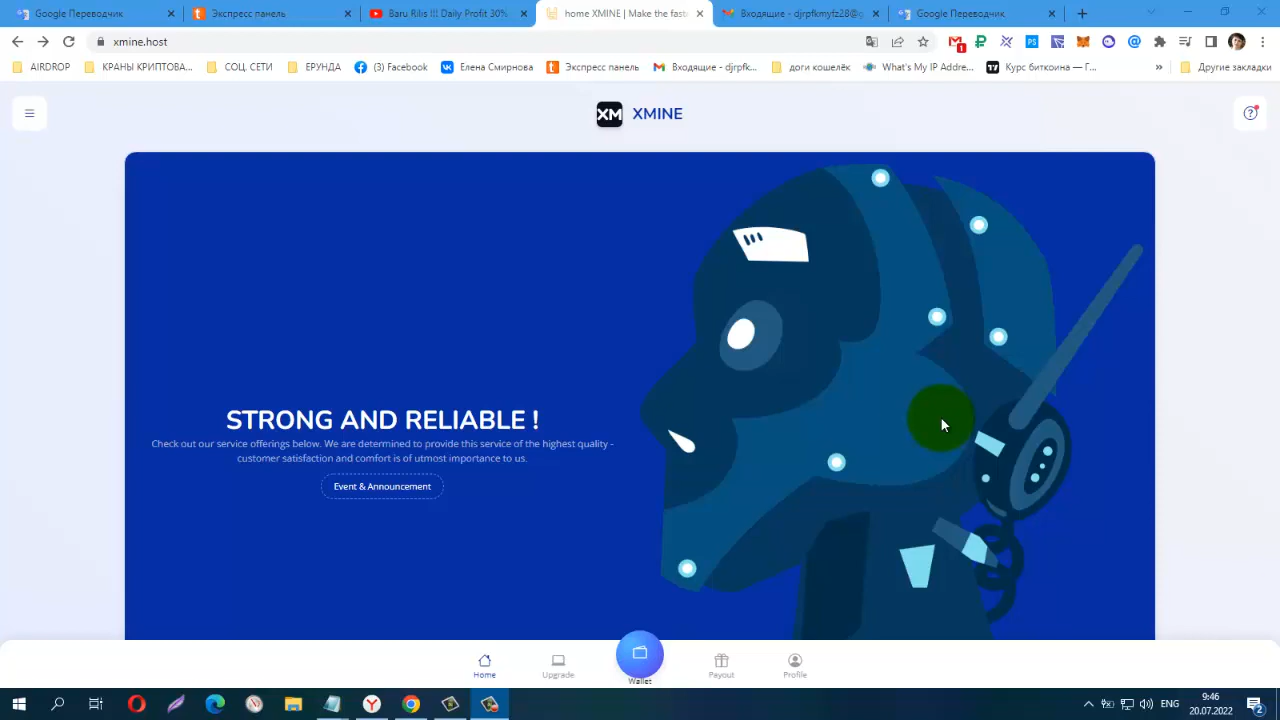 Google Переводчик
Экспресс панель
Baru Rilis !!! Daily Profit 30%
home XMINE | Make the faste
Входящие - djrpfkmyfz28@g
Google Переводчик
xmine.host
1
AIRDROP
КРАНЫ КРИПТОВА...
СОЦ. СЕТИ
ЕРУНДА
(3) Facebook
Елена Смирнова
Экспресс панель
Входящие - djrpfk...
доги кошелёк
What's My IP Addre...
Курс биткоина — Г...
»
Другие закладки
XM XMINE
STRONG AND RELIABLE !
Check out our service offerings below. We are determined to provide this service of the highest quality -
customer satisfaction and comfort is of utmost importance to us.
Event & Announcement
Home
Upgrade
Wallet
Payout
Profile
ENG
9:46
20.07.2022
2